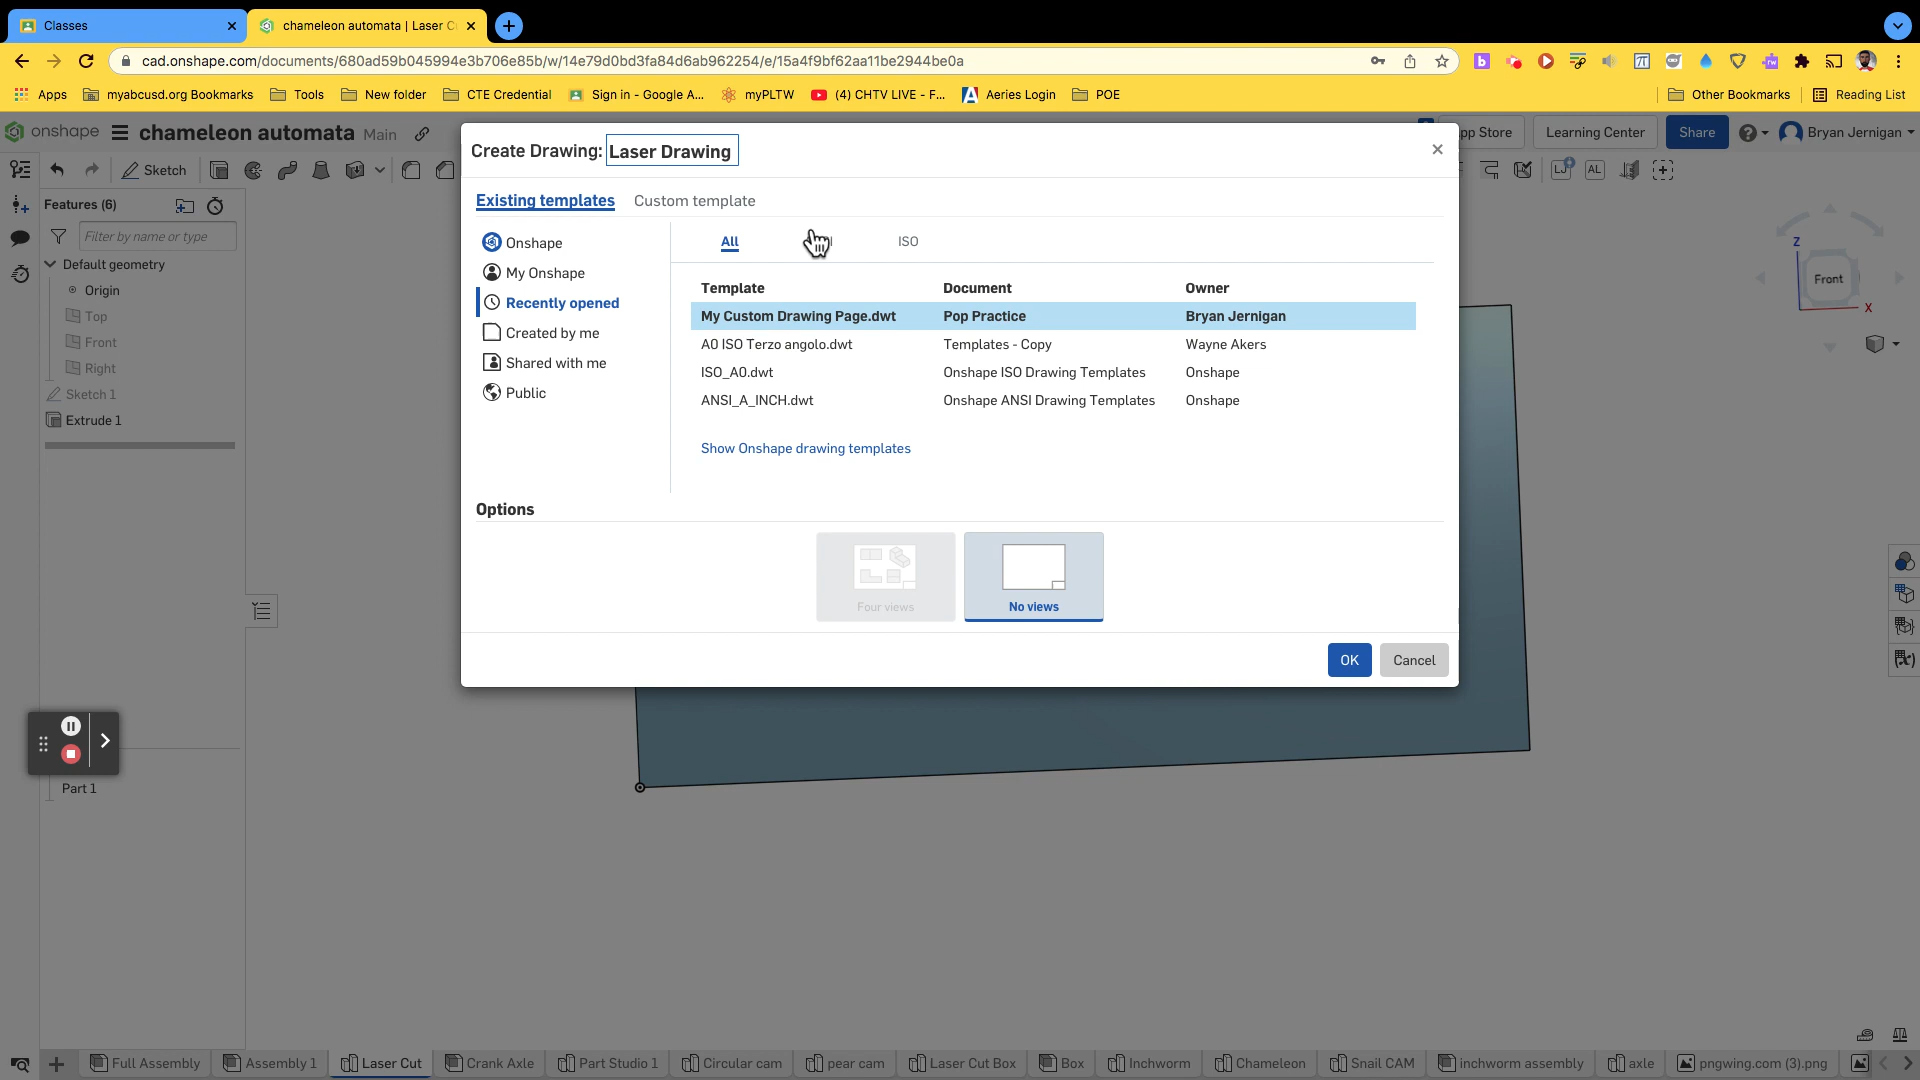 Classes
chameleon automata | Laser C
cad.onshape.com/documents/680ad59b045994e3b706e85b/w/14e79d0bd3fa84d6ab962254/e/15a4f9bf62aa11be2944be0a
Apps
myabcusd.org Bookmarks
Tools
New folder
CTE Credential
Sign in - Google A...
myPLTW
(4) CHTV LIVE - F...
Aeries Login
POE
Other Bookmarks
Reading List
onshape
chameleon automata Main
pp Store
Learning Center
Share
Bryan Jernigan
Sketch
Create Drawing: Laser Drawing
Features (6)
Filter by name or type
Default geometry
Origin
Top
Front
Right
Sketch 1
Extrude 1
Part 1
Existing templates
Custom template
Onshape
My Onshape
Recently opened
Created by me
Shared with me
Public
All
ISO
Template Document Owner
My Custom Drawing Page.dwt Pop Practice Bryan Jernigan
A0 ISO Terzo angolo.dwt Templates - Copy Wayne Akers
ISO_A0.dwt Onshape ISO Drawing Templates Onshape
ANSI_A_INCH.dwt Onshape ANSI Drawing Templates Onshape
Show Onshape drawing templates
Options
Four views
No views
OK
Cancel
Z
Front
X
LJ
AL
Full Assembly
Assembly 1
Laser Cut
Crank Axle
Part Studio 1
Circular cam
pear cam
Laser Cut Box
Box
Inchworm
Chameleon
Snail CAM
inchworm assembly
axle
pngwing.com (3).png